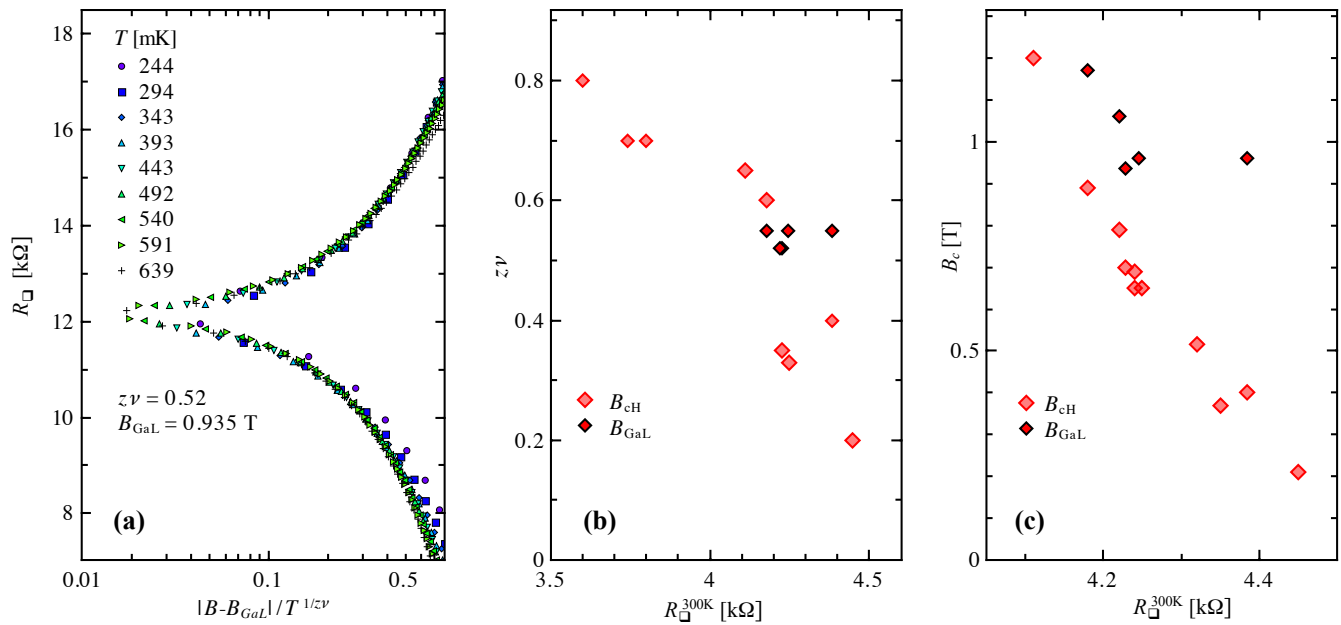 18
16
14
12
10
8
R□ [kΩ]
T [mK]
244
294
343
393
443
492
540
591
639
zν = 0.52
B_GaL = 0.935 T
(a)
0.01
0.1
0.5
|B-B_GaL| / T^1/zν
0.8
0.6
0.4
0.2
0
zν
B_cH
B_GaL
(b)
3.5
4
4.5
R□^300K [kΩ]
1
0.5
0
B_c [T]
B_cH
B_GaL
(c)
4.2
4.4
R□^300K [kΩ]